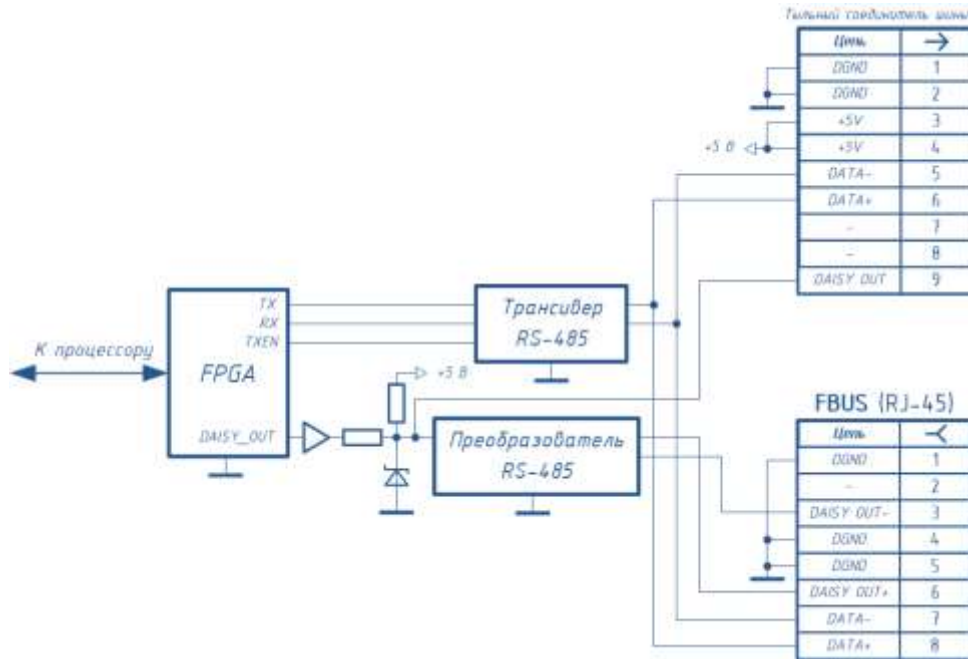 Тыльный соединитель шины
Цепь →
DGND 1
DGND 2
+5V 3
+5V 4
+5 В
DATA- 5
DATA+ 6
- 7
- 8
DAISY OUT 9
TX
RX
TXEN
Трансивер
RS-485
К процессору
FPGA
+5 В
DAISY_OUT
Преобразователь
RS-485
FBUS (RJ-45)
Цепь
DGND 1
- 2
DAISY OUT- 3
DGND 4
DGND 5
DAISY OUT+ 6
DATA- 7
DATA+ 8